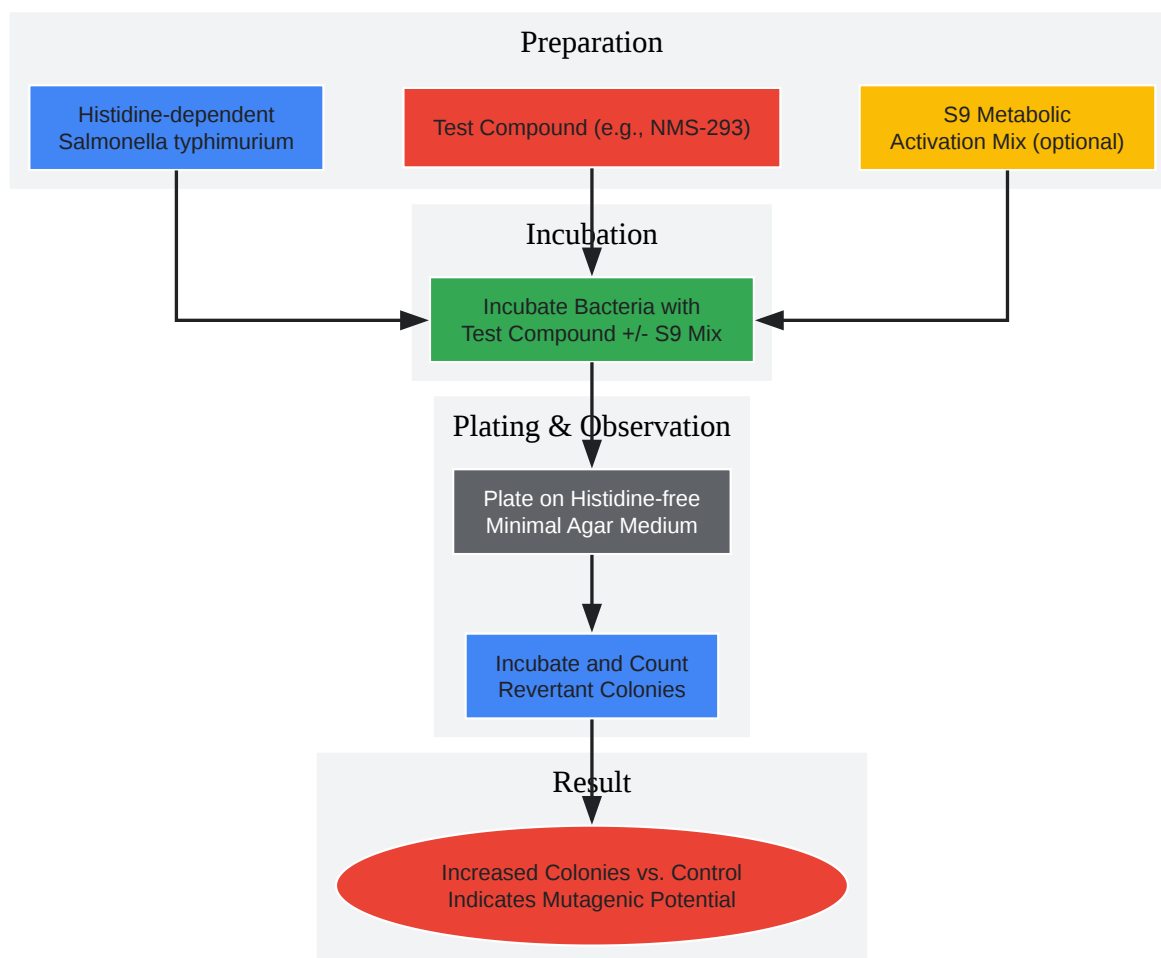 Preparation
Histidine-dependent
Salmonella typhimurium
Test Compound (e.g., NMS-293)
S9 Metabolic
Activation Mix (optional)
Incubation
Incubate Bacteria with
Test Compound +/- S9 Mix
Plating & Observation
Plate on Histidine-free
Minimal Agar Medium
Incubate and Count
Revertant Colonies
Result
Increased Colonies vs. Control
Indicates Mutagenic Potential